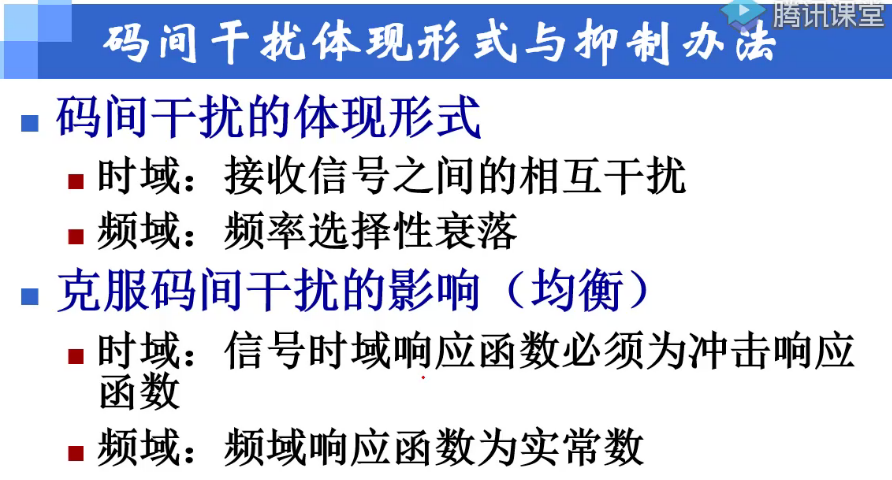 腾讯课堂
码间干扰体现形式与抑制办法
码间干扰的体现形式
时域：接收信号之间的相互干扰
频域：频率选择性衰落
克服码间干扰的影响（均衡）
时域：信号时域响应函数必须为冲击响应
函数
频域：频域响应函数为实常数